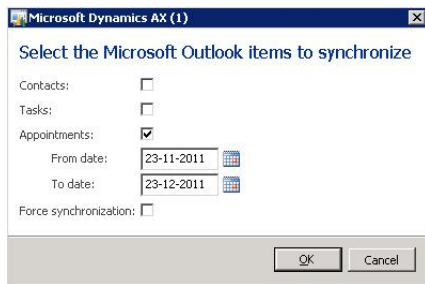 Microsoft Dynamics AX (1)
Select the Microsoft Outlook items to synchronize
Contacts:
Tasks:
Appointments:
From date: 23-11-2011
To date: 23-12-2011
Force synchronization:
OK Cancel